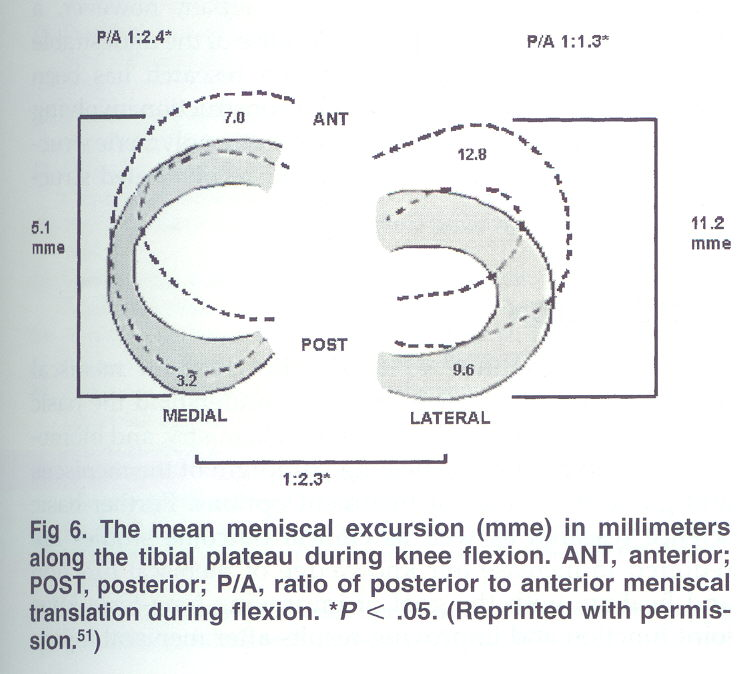 P/A 1:2.4*
P/A 1:1.3*
7.0
ANT
12.8
5.1
mme
11.2
mme
POST
3.2
9.6
MEDIAL
LATERAL
1:2.3*
Fig 6. The mean meniscal excursion (mme) in millimeters
along the tibial plateau during knee flexion. ANT, anterior;
POST, posterior; P/A, ratio of posterior to anterior meniscal
translation during flexion. *P < .05. (Reprinted with permis-
sion.51)